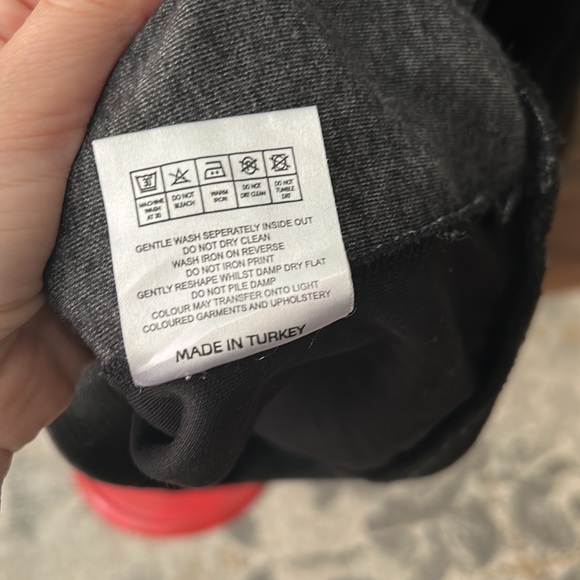 30
MACHINE WASH AT 30
DO NOT BLEACH
WARM IRON
DO NOT DRY CLEAN
DO NOT TUMBLE DRY
GENTLE WASH SEPERATELY INSIDE OUT
DO NOT DRY CLEAN
WASH IRON ON REVERSE
DO NOT IRON PRINT
GENTLY RESHAPE WHILST DAMP DRY FLAT
DO NOT PILE DAMP
COLOUR MAY TRANSFER ONTO LIGHT
COLOURED GARMENTS AND UPHOLSTERY
MADE IN TURKEY